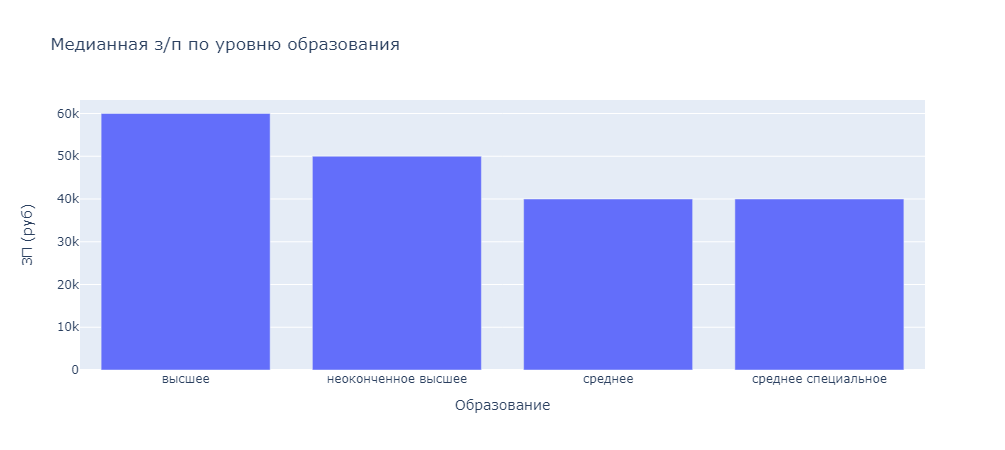 Медианная з/п по уровню образования
ЗП (руб)
60k
50k
40k
30k
20k
10k
0
высшее
неоконченное высшее
среднее
среднее специальное
Образование